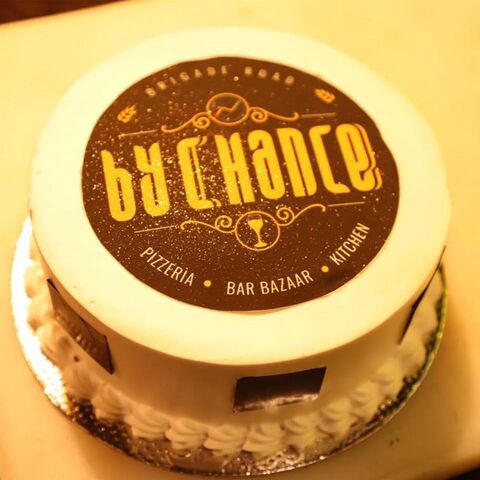 BRIGADE ROAD
by CHANCE
PIZZERIA • BAR BAZAAR • KITCHEN